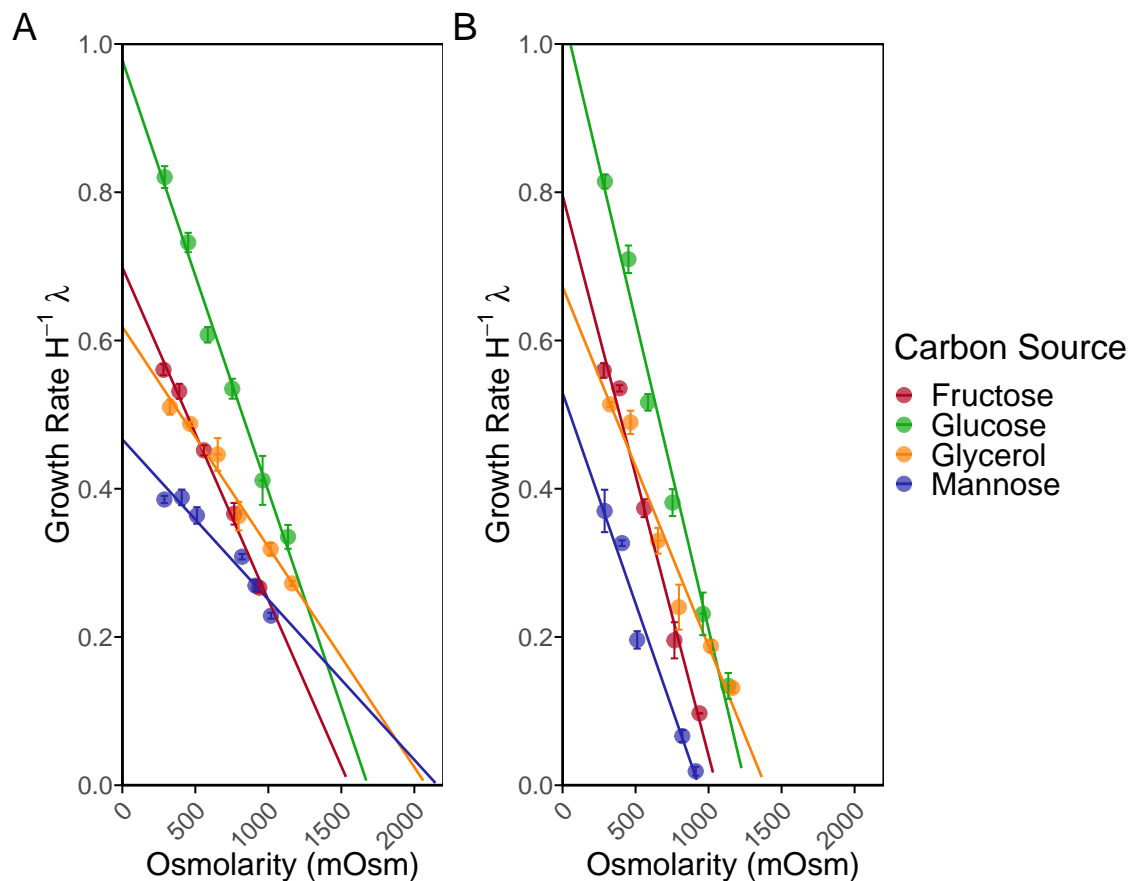 A
B
Growth Rate H⁻¹ λ
1.0
0.8
0.6
0.4
0.2
0.0
0
500
1000
1500
2000
Osmolarity (mOsm)
Growth Rate H⁻¹ λ
1.0
0.8
0.6
0.4
0.2
0.0
0
500
1000
1500
2000
Osmolarity (mOsm)
Carbon Source
Fructose
Glucose
Glycerol
Mannose